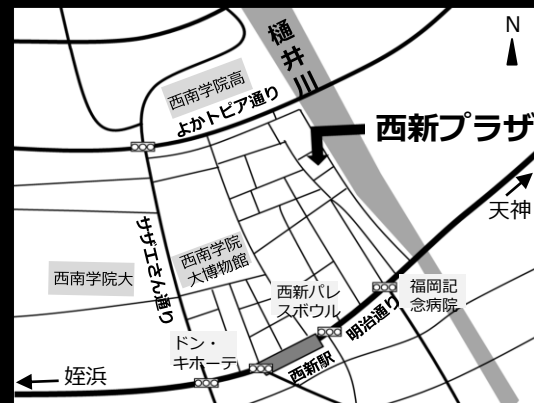 N
樋井川
西南学院高
よかトピア通り
西新プラザ
天神
サザエさん通り
西南学院
大博物館
西南学院大
西新パレ
スボウル
福岡記
念病院
明治通り
ドン・
キホーテ
西新駅
姪浜